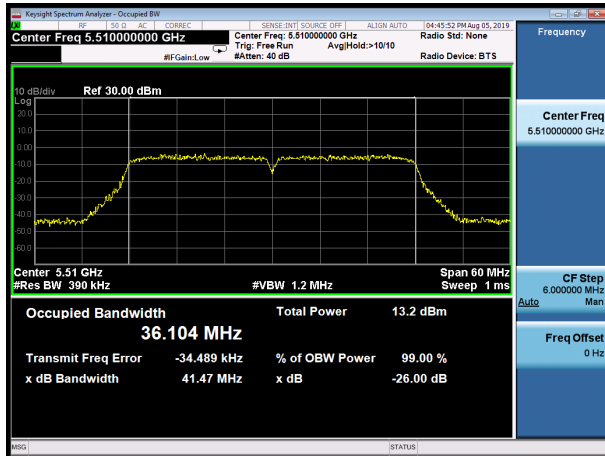 Keysight Spectrum Analyzer - Occupied BW
RF 50 Ω AC CORREC SENSE:INT SOURCE OFF ALIGN AUTO 04:45:52 PM Aug 05, 2019
Center Freq 5.510000000 GHz Center Freq: 5.510000000 GHz Radio Std: None
Trig: Free Run Avg|Hold:>10/10
#IFGain:Low #Atten: 40 dB Radio Device: BTS
10 dB/div Ref 30.00 dBm
Log
20.0
10.0
0.00
-10.0
-20.0
-30.0
-40.0
-50.0
-60.0
Center 5.51 GHz Span 60 MHz
#Res BW 390 kHz #VBW 1.2 MHz Sweep 1 ms
Occupied Bandwidth Total Power 13.2 dBm
36.104 MHz
Transmit Freq Error -34.489 kHz % of OBW Power 99.00 %
x dB Bandwidth 41.47 MHz x dB -26.00 dB
MSG STATUS
Frequency
Center Freq
5.510000000 GHz
CF Step
6.000000 MHz
Auto Man
Freq Offset
0 Hz